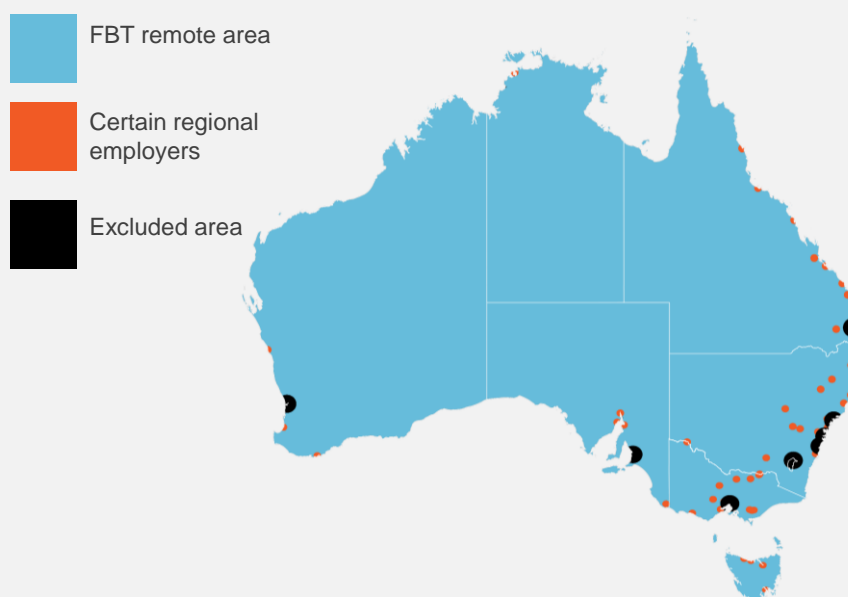 FBT remote area
Certain regional
employers
Excluded area